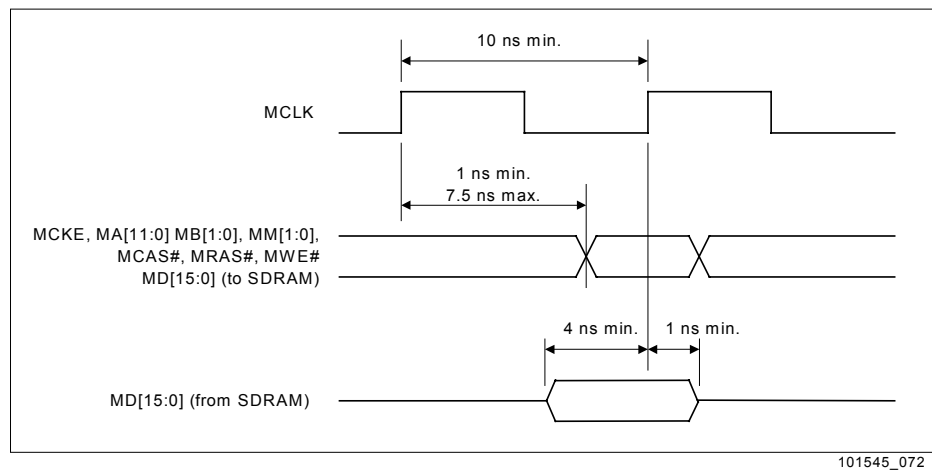 10 ns min.
MCLK
1 ns min.
7.5 ns max.
MCKE, MA[11:0] MB[1:0], MM[1:0],
MCAS#, MRAS#, MWE#
MD[15:0] (to SDRAM)
4 ns min.
1 ns min.
MD[15:0] (from SDRAM)
101545_072